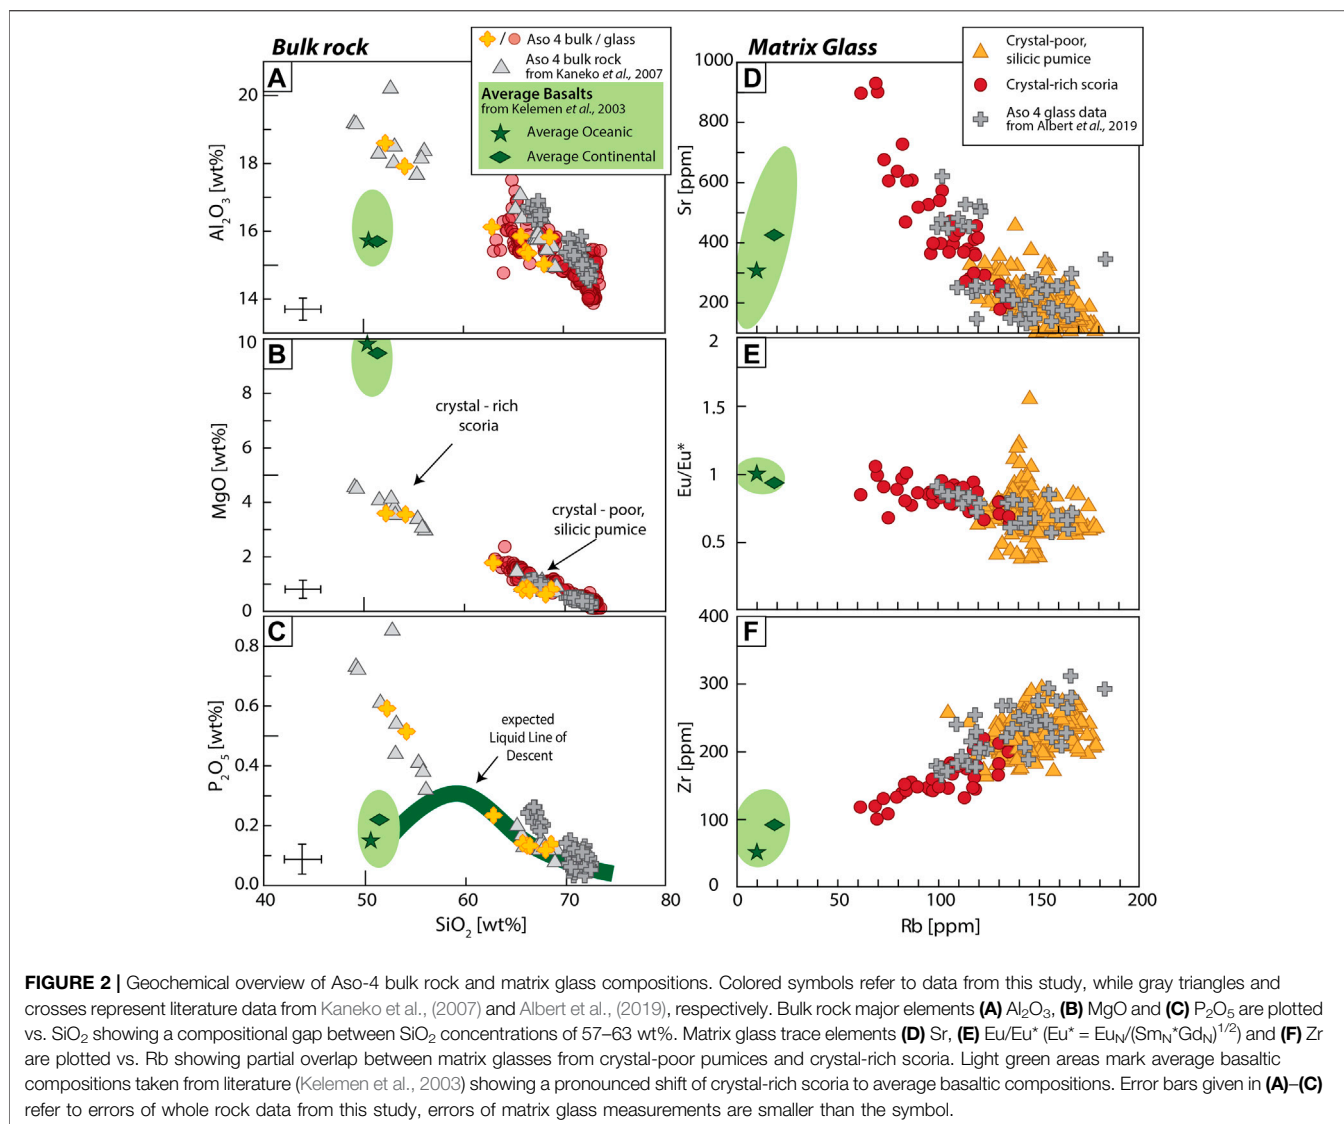 Bulk rock
/ Aso 4 bulk / glass
Aso 4 bulk rock
from Kaneko et al., 2007
Average Basalts
from Kelemen et al., 2003
Average Oceanic
Average Continental
A
20
18
16
14
Al2O3 [wt%]
B
10
8
6
4
2
0
MgO [wt%]
crystal - rich
scoria
crystal - poor,
silicic pumice
C
0.8
0.6
0.4
0.2
0.0
P2O5 [wt%]
expected
Liquid Line of
Descent
40
50
60
70
80
SiO2 [wt%]
Matrix Glass
Crystal-poor,
silicic pumice
Crystal-rich scoria
Aso 4 glass data
from Albert et al., 2019
D
1000
800
600
400
200
Sr [ppm]
E
2
1.5
1
0.5
0
Eu/Eu*
F
400
300
200
100
0
Zr [ppm]
0
50
100
150
200
Rb [ppm]
FIGURE 2 | Geochemical overview of Aso-4 bulk rock and matrix glass compositions. Colored symbols refer to data from this study, while gray triangles and
crosses represent literature data from Kaneko et al., (2007) and Albert et al., (2019), respectively. Bulk rock major elements (A) Al2O3, (B) MgO and (C) P2O5 are plotted
vs. SiO2 showing a compositional gap between SiO2 concentrations of 57–63 wt%. Matrix glass trace elements (D) Sr, (E) Eu/Eu* (Eu* = EuN/(SmN*GdN)1/2) and (F) Zr
are plotted vs. Rb showing partial overlap between matrix glasses from crystal-poor pumices and crystal-rich scoria. Light green areas mark average basaltic
compositions taken from literature (Kelemen et al., 2003) showing a pronounced shift of crystal-rich scoria to average basaltic compositions. Error bars given in (A)–(C)
refer to errors of whole rock data from this study, errors of matrix glass measurements are smaller than the symbol.